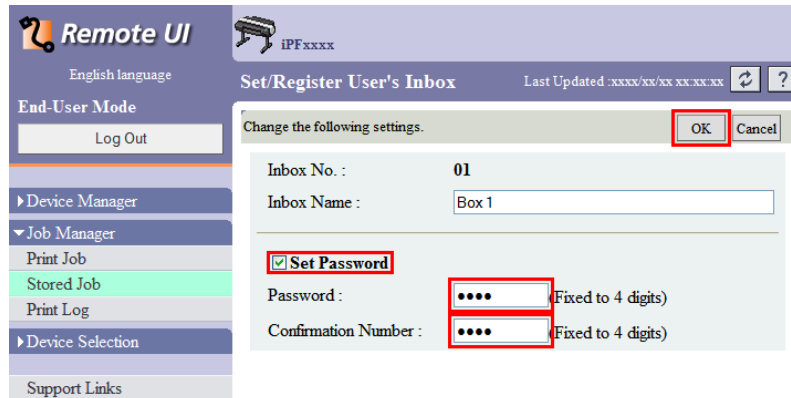 Remote UI
English language
End-User Mode
Log Out
Device Manager
Job Manager
Print Job
Stored Job
Print Log
Device Selection
Support Links
iPFxxxx
Set/Register User's Inbox Last Updated :xxxx/xx/xx xx:xx:xx ?
Change the following settings. OK Cancel
Inbox No. : 01
Inbox Name : Box 1
Set Password
Password : •••• (Fixed to 4 digits)
Confirmation Number : •••• (Fixed to 4 digits)